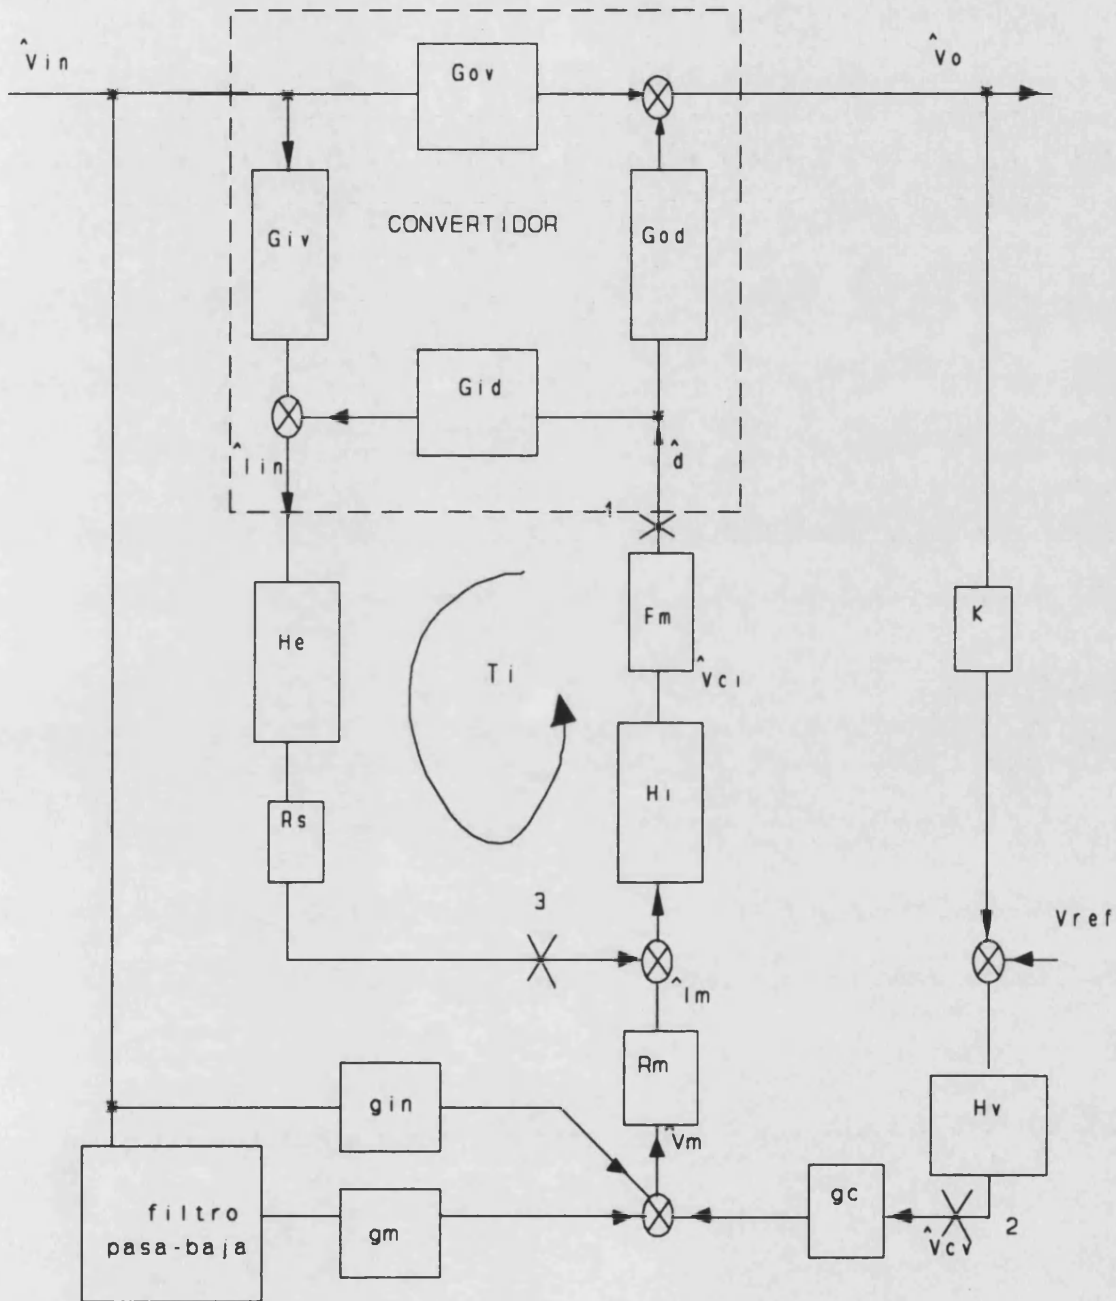 ^Vin
Gov
^Vo
Giv
CONVERTIDOR
God
Gid
^Iin
^d
1
He
Fm
K
Ti
^Vci
Rs
Hi
3
Vref
^Im
Rm
gin
Hv
^Vm
filtro
pasa-baja
gm
gc
^Vcv
2